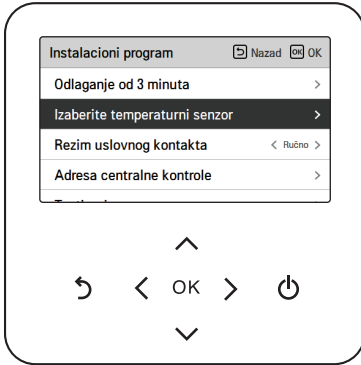 Instalacioni program Nazad OK OK
Odlaganje od 3 minuta
Izaberite temperaturni senzor
Rezim uslovnog kontakta Ručno
Adresa centralne kontrole
OK